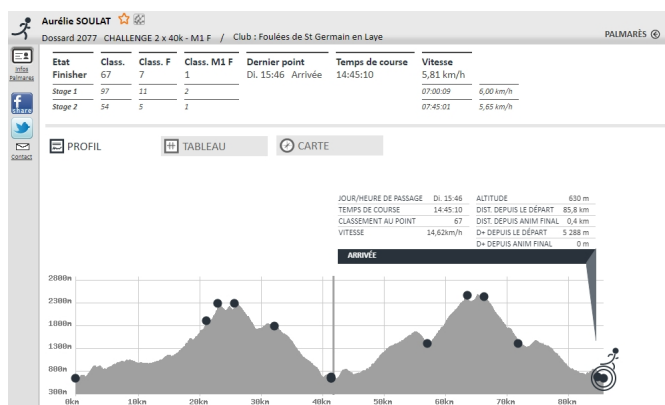 Aurélie SOULAT
Dossard 2077 CHALLENGE 2 x 40k - M1 F / Club : Foulées de St Germain en Laye
PALMARÈS
Infos
Palmares
share
Contact
Etat Class. Class. F Class. M1 F Dernier point Temps de course Vitesse
Finisher 67 7 1 Di. 15:46 Arrivée 14:45:10 5,81 km/h
Stage 1 97 11 2 07:00:09 6,00 km/h
Stage 2 54 5 1 07:45:01 5,65 km/h
PROFIL TABLEAU CARTE
JOUR/HEURE DE PASSAGE Di. 15:46 ALTITUDE 630 m
TEMPS DE COURSE 14:45:10 DIST. DEPUIS LE DÉPART 85,8 km
CLASSEMENT AU POINT 67 DIST. DEPUIS ANIM FINAL 0,4 km
VITESSE 14,62km/h D+ DEPUIS LE DÉPART 5 288 m
D+ DEPUIS ANIM FINAL 0 m
ARRIVÉE
2800m
2300m
1800m
1300m
800m
300m
0km 10km 20km 30km 40km 50km 60km 70km 80km